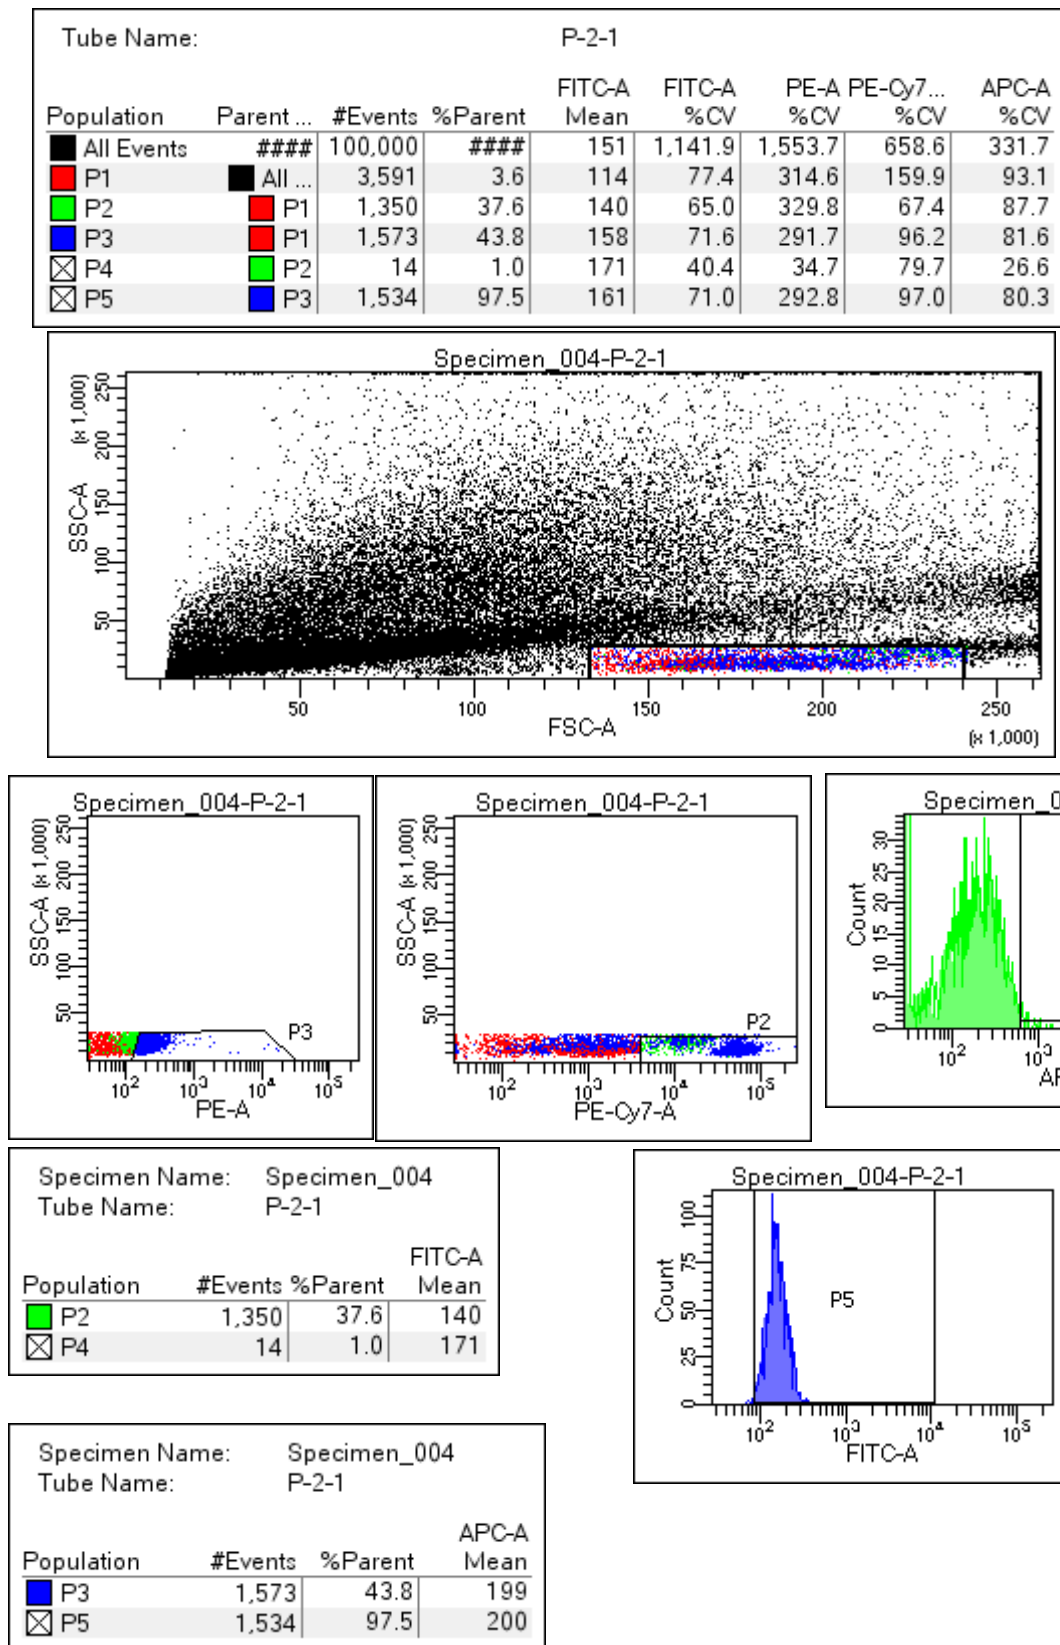 Tube Name: P-2-1
FITC-A FITC-A PE-A PE-Cy7... APC-A
Population Parent ... #Events %Parent Mean %CV %CV %CV %CV
All Events #### 100,000 #### 151 1,141.9 1,553.7 658.6 331.7
P1 All ... 3,591 3.6 114 77.4 314.6 159.9 93.1
P2 P1 1,350 37.6 140 65.0 329.8 67.4 87.7
P3 P1 1,573 43.8 158 71.6 291.7 96.2 81.6
P4 P2 14 1.0 171 40.4 34.7 79.7 26.6
P5 P3 1,534 97.5 161 71.0 292.8 97.0 80.3
Specimen_004-P-2-1
SSC-A (x 1,000)
250
200
150
100
50
50 100 150 200 250
FSC-A
(x 1,000)
Specimen_004-P-2-1
SSC-A (x 1,000)
250
200
150
100
50
P3
10² 10³ 10⁴ 10⁵
PE-A
Specimen_004-P-2-1
SSC-A (x 1,000)
250
200
150
100
50
P2
10² 10³ 10⁴ 10⁵
PE-Cy7-A
Specimen_0
Count
30
25
20
15
10
5
0
10² 10³
AP
Specimen Name: Specimen_004
Tube Name: P-2-1
FITC-A
Population #Events %Parent Mean
P2 1,350 37.6 140
P4 14 1.0 171
Specimen_004-P-2-1
Count
100
75
50
25
0
P5
10² 10³ 10⁴ 10⁵
FITC-A
Specimen Name: Specimen_004
Tube Name: P-2-1
APC-A
Population #Events %Parent Mean
P3 1,573 43.8 199
P5 1,534 97.5 200